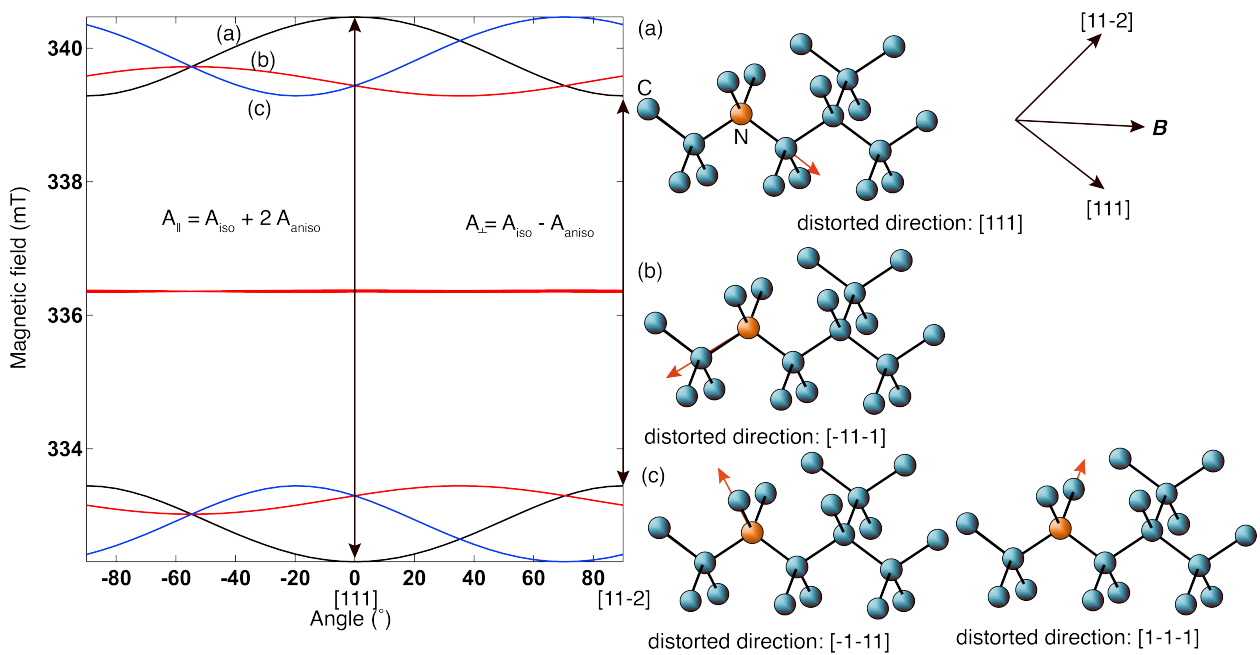 340
338
336
334
Magnetic field (mT)
(a)
(b)
(c)
A∥ = Aiso + 2 Aaniso
A⊥= Aiso - Aaniso
-80 -60 -40 -20 0 20 40 60 80
[111] [11-2]
Angle (°)
(a)
C
N
distorted direction: [111]
[11-2]
B
[111]
(b)
distorted direction: [-11-1]
(c)
distorted direction: [-1-11]
distorted direction: [1-1-1]